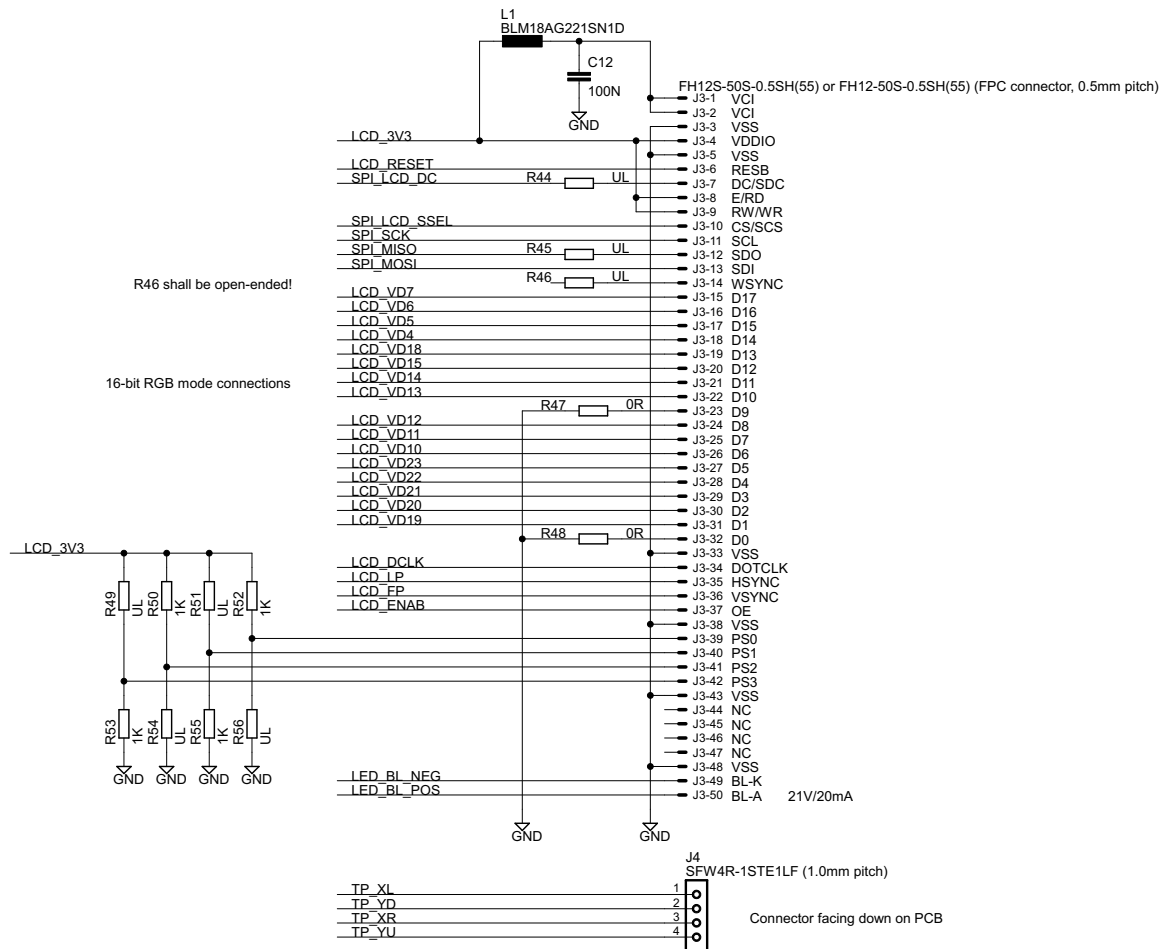 L1
BLM18AG221SN1D
C12
100N
GND
FH12S-50S-0.5SH(55) or FH12-50S-0.5SH(55) (FPC connector, 0.5mm pitch)
J3-1 VCI
J3-2 VCI
J3-3 VSS
LCD_3V3 J3-4 VDDIO
J3-5 VSS
LCD_RESET J3-6 RESB
SPI_LCD_DC R44 UL J3-7 DC/SDC
J3-8 E/RD
J3-9 RW/WR
SPI_LCD_SSEL J3-10 CS/SCS
SPI_SCK J3-11 SCL
SPI_MISO R45 UL J3-12 SDO
SPI_MOSI J3-13 SDI
R46 shall be open-ended! R46 UL J3-14 WSYNC
LCD_VD7 J3-15 D17
LCD_VD6 J3-16 D16
LCD_VD5 J3-17 D15
LCD_VD4 J3-18 D14
LCD_VD18 J3-19 D13
LCD_VD15 J3-20 D12
16-bit RGB mode connections LCD_VD14 J3-21 D11
LCD_VD13 J3-22 D10
R47 0R J3-23 D9
LCD_VD12 J3-24 D8
LCD_VD11 J3-25 D7
LCD_VD10 J3-26 D6
LCD_VD23 J3-27 D5
LCD_VD22 J3-28 D4
LCD_VD21 J3-29 D3
LCD_VD20 J3-30 D2
LCD_VD19 J3-31 D1
R48 0R J3-32 D0
LCD_3V3 J3-33 VSS
LCD_DCLK J3-34 DOTCLK
LCD_LP J3-35 HSYNC
LCD_FP J3-36 VSYNC
LCD_ENAB J3-37 OE
R49 UL R50 1K R51 UL R52 1K
J3-38 VSS
J3-39 PS0
J3-40 PS1
J3-41 PS2
J3-42 PS3
J3-43 VSS
J3-44 NC
J3-45 NC
J3-46 NC
J3-47 NC
R53 1K R54 UL R55 1K R56 UL
J3-48 VSS
GND GND GND GND
LED_BL_NEG J3-49 BL-K
LED_BL_POS J3-50 BL-A 21V/20mA
GND GND
J4
SFW4R-1STE1LF (1.0mm pitch)
TP_XL 1
TP_YD 2
TP_XR 3
TP_YU 4
Connector facing down on PCB